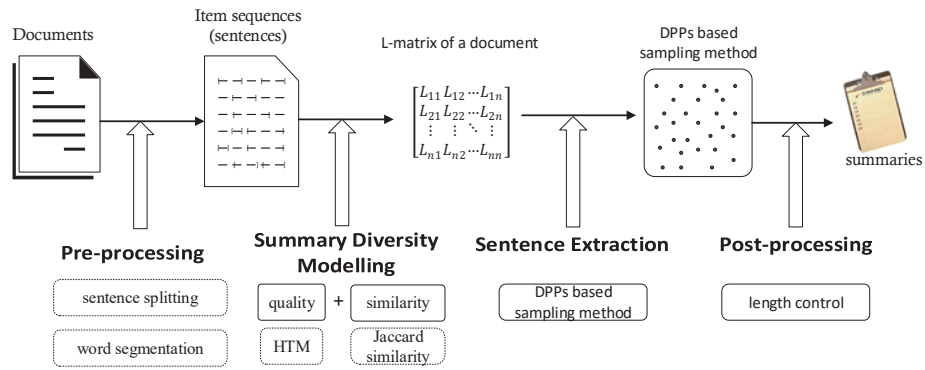 Documents
Item sequences
(sentences)
L-matrix of a document
DPPs based
sampling method
L11 L12 ⋯ L1n
L21 L22 ⋯ L2n
⋮ ⋮ ⋱ ⋮
Ln1 Ln2 ⋯ Lnn
summaries
Pre-processing
sentence splitting
word segmentation
Summary Diversity
Modelling
quality + similarity
HTM
Jaccard
similarity
Sentence Extraction
DPPs based
sampling method
Post-processing
length control